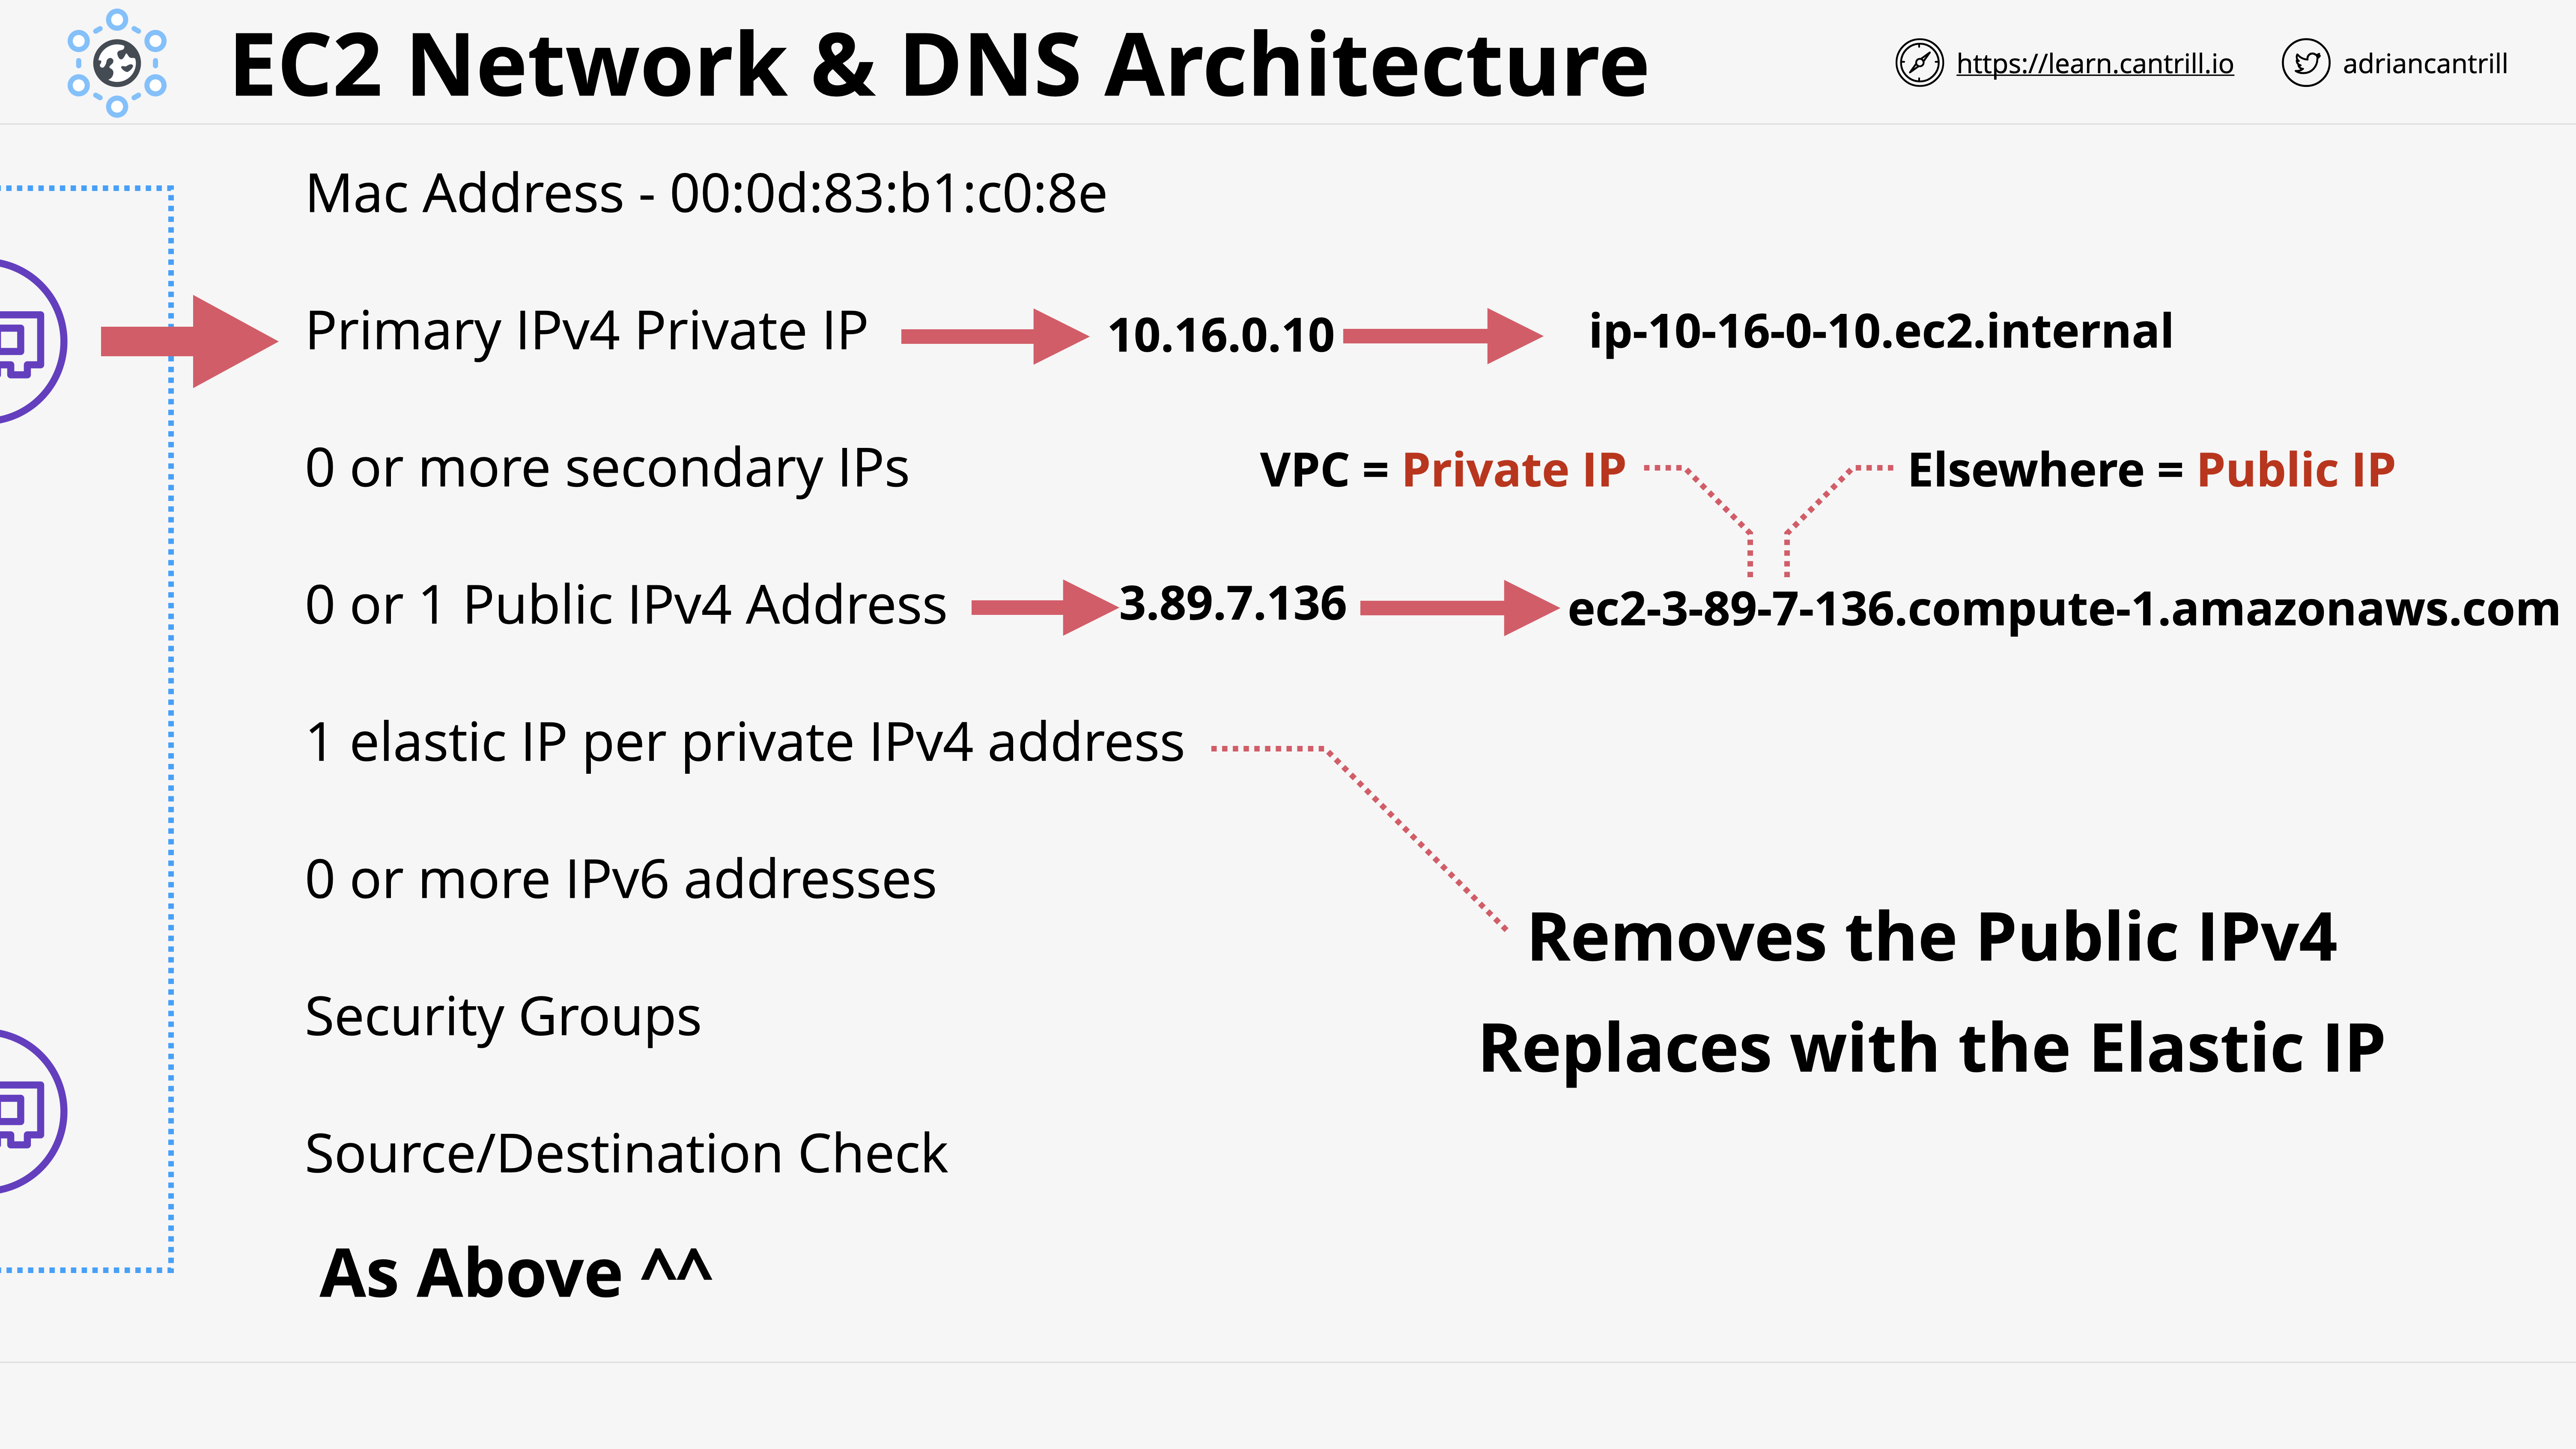 EC2 Network & DNS Architecture
https://learn.cantrill.io
adriancantrill
Mac Address - 00:0d:83:b1:c0:8e
Primary IPv4 Private IP
10.16.0.10
ip-10-16-0-10.ec2.internal
0 or more secondary IPs
VPC = Private IP
Elsewhere = Public IP
0 or 1 Public IPv4 Address
3.89.7.136
ec2-3-89-7-136.compute-1.amazonaws.com
1 elastic IP per private IPv4 address
0 or more IPv6 addresses
Removes the Public IPv4
Replaces with the Elastic IP
Security Groups
Source/Destination Check
As Above ^^